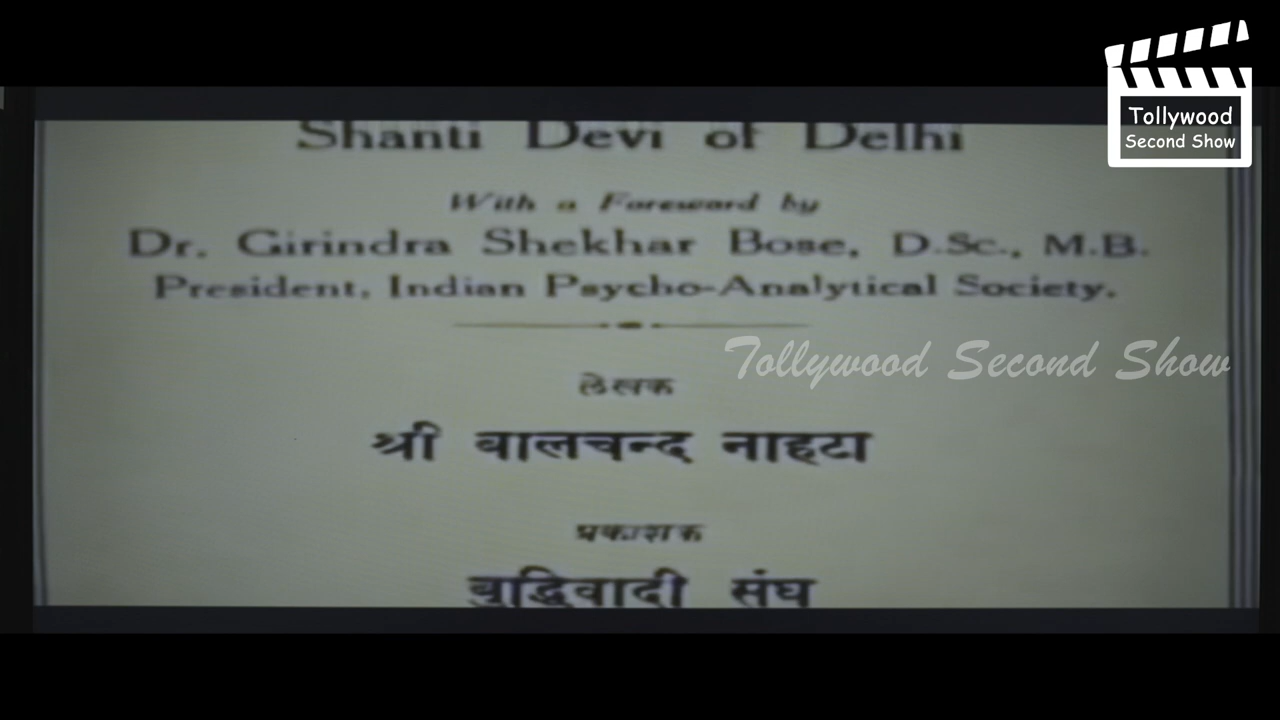 Tollywood
Second Show
Shanti Devi of Delhi
With a Foreword by
Dr. Girindra Shekhar Bose, D.Sc., M.B.
President, Indian Psycho-Analytical Society.
Tollywood Second Show
लेखक
श्री बालचन्द नाहटा
प्रकाशक
बुद्धिवादी संघ